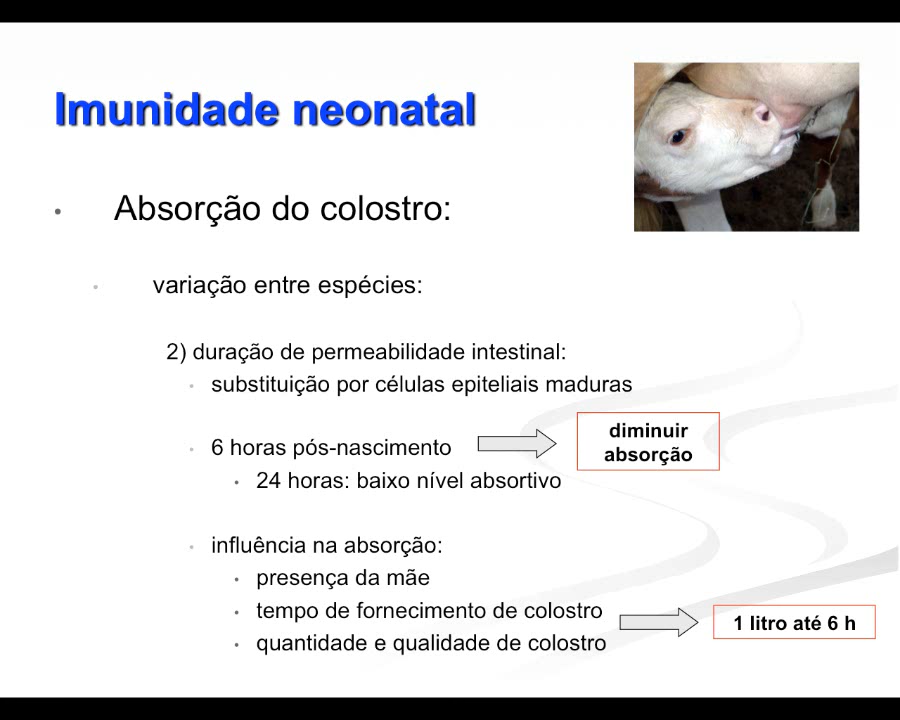 Imunidade neonatal
• Absorção do colostro:
• variação entre espécies:
2) duração de permeabilidade intestinal:
• substituição por células epiteliais maduras
• 6 horas pós-nascimento
diminuir
absorção
• 24 horas: baixo nível absortivo
• influência na absorção:
• presença da mãe
• tempo de fornecimento de colostro
1 litro até 6 h
• quantidade e qualidade de colostro